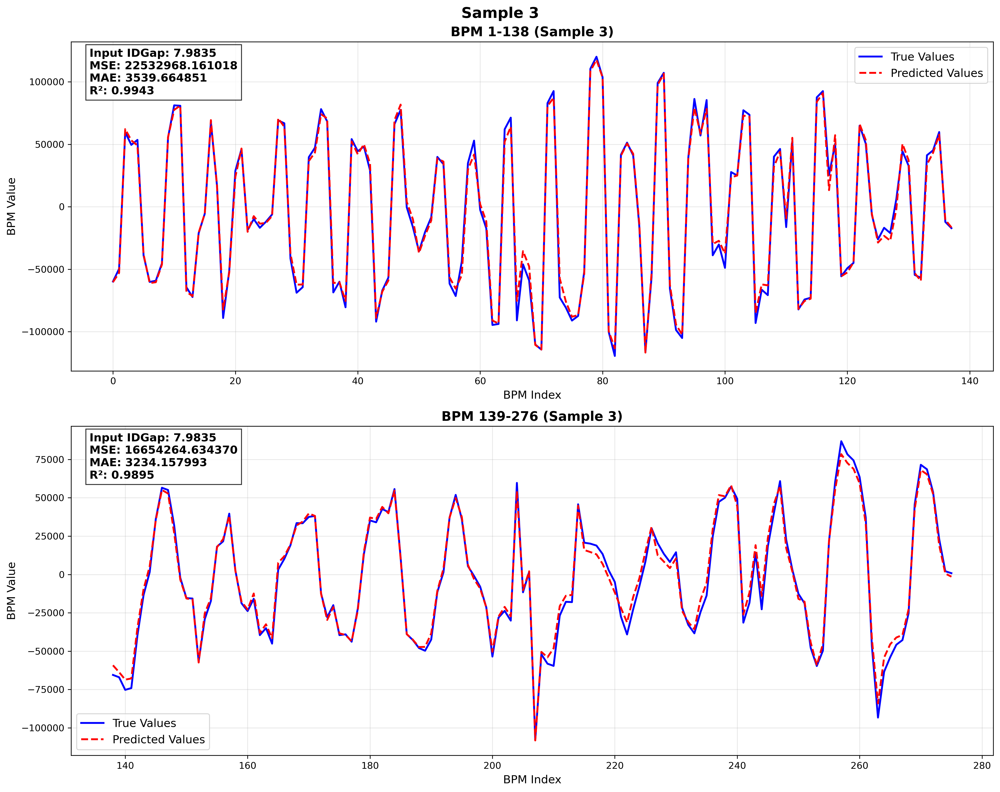 Sample 3
BPM 1-138 (Sample 3)
Input IDGap: 7.9835
MSE: 22532968.161018
MAE: 3539.664851
R²: 0.9943
True Values
Predicted Values
BPM Value
100000
50000
0
−50000
−100000
0 20 40 60 80 100 120 140
BPM Index
BPM 139-276 (Sample 3)
Input IDGap: 7.9835
MSE: 16654264.634370
MAE: 3234.157993
R²: 0.9895
BPM Value
75000
50000
25000
0
−25000
−50000
−75000
−100000
True Values
Predicted Values
140 160 180 200 220 240 260 280
BPM Index